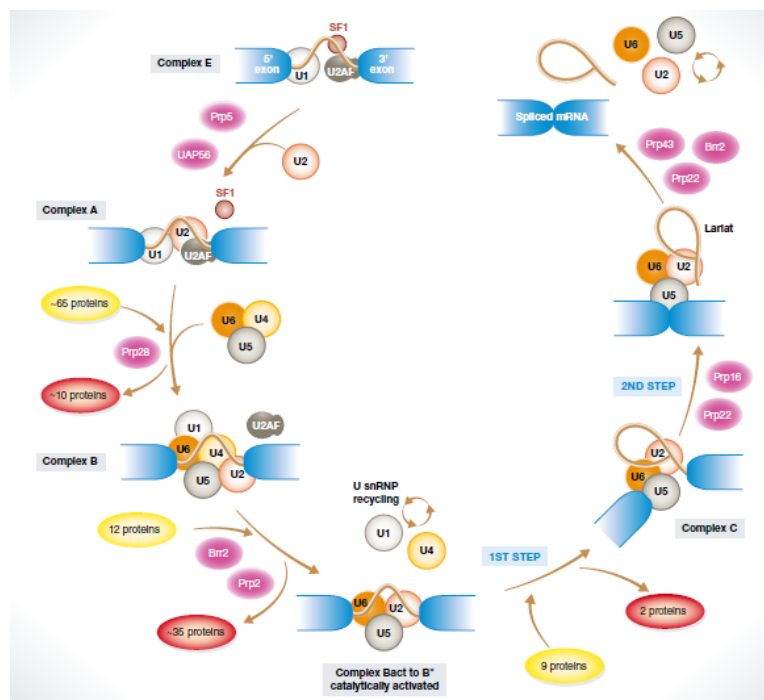 Complex E
5'
exon
U1
SF1
U2AF
3'
exon
Prp5
UAP56
U2
SF1
Complex A
U1
U2
U2AF
~65 proteins
U6
U4
U5
Prp28
~10 proteins
U1
U2AF
Complex B
U6
U4
U5
U2
12 proteins
Brr2
Prp2
~35 proteins
U snRNP
recycling
U1
U4
U6
U2
U5
Complex Bact to B*
catalytically activated
1ST STEP
9 proteins
2 proteins
U2
U6
U5
Complex C
2ND STEP
Prp16
Prp22
Lariat
U6
U2
U5
Prp43
Brr2
Prp22
Spliced mRNA
U6
U5
U2